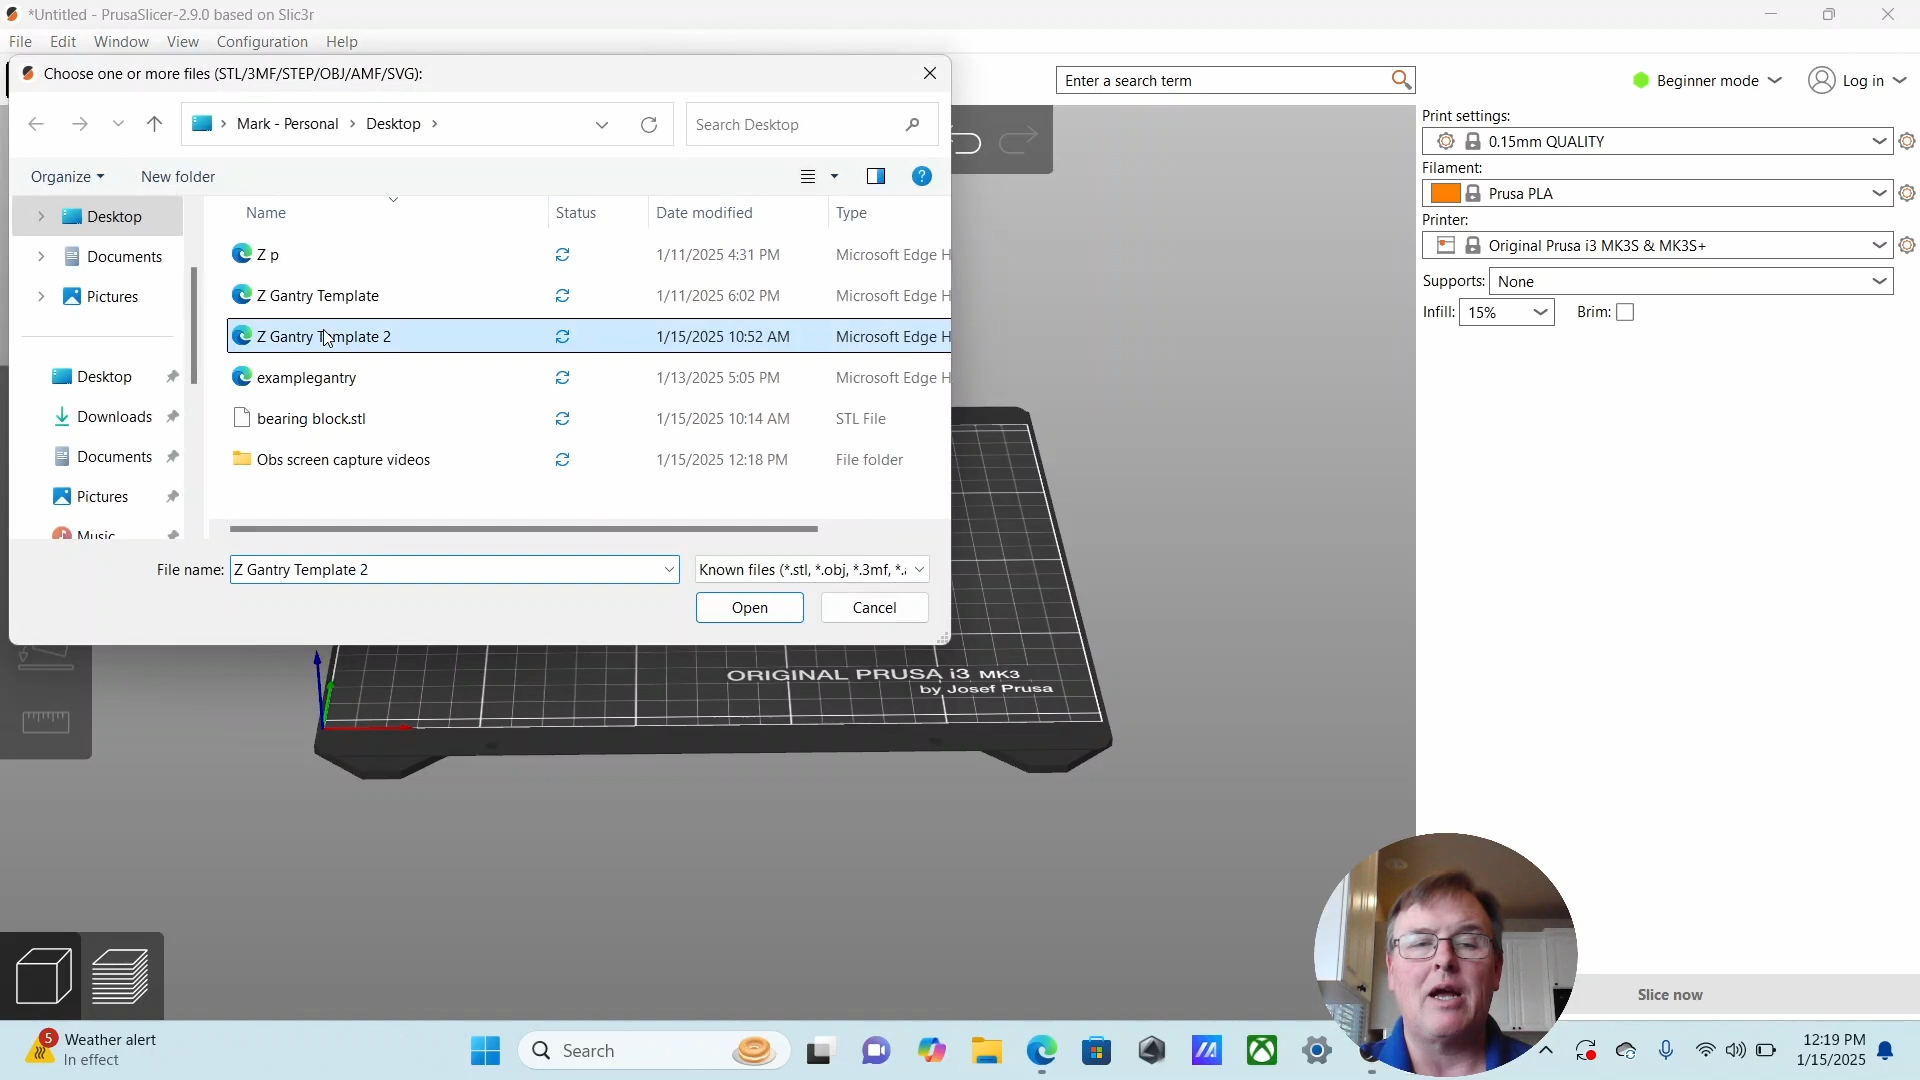 *Untitled - PrusaSlicer-2.9.0 based on Slic3r
File Edit Window View Configuration Help
Choose one or more files (STL/3MF/STEP/OBJ/AMF/SVG):
Enter a search term
Beginner mode
Log in
Mark - Personal > Desktop >
Search Desktop
Organize
New folder
Print settings:
0.15mm QUALITY
Filament:
Prusa PLA
Printer:
Original Prusa i3 MK3S & MK3S+
Supports: None
Infill: 15% Brim:
Desktop
Documents
Pictures
Desktop
Downloads
Documents
Pictures
Music
Name Status Date modified Type
Z p 1/11/2025 4:31 PM Microsoft Edge H
Z Gantry Template 1/11/2025 6:02 PM Microsoft Edge H
Z Gantry Template 2 1/15/2025 10:52 AM Microsoft Edge H
examplegantry 1/13/2025 5:05 PM Microsoft Edge H
bearing block.stl 1/15/2025 10:14 AM STL File
Obs screen capture videos 1/15/2025 12:18 PM File folder
File name: Z Gantry Template 2
Known files (*.stl, *.obj, *.3mf, *.
Open Cancel
ORIGINAL PRUSA i3 MK3
by Josef Prusa
Slice now
5
Weather alert
In effect
Search
12:19 PM
1/15/2025